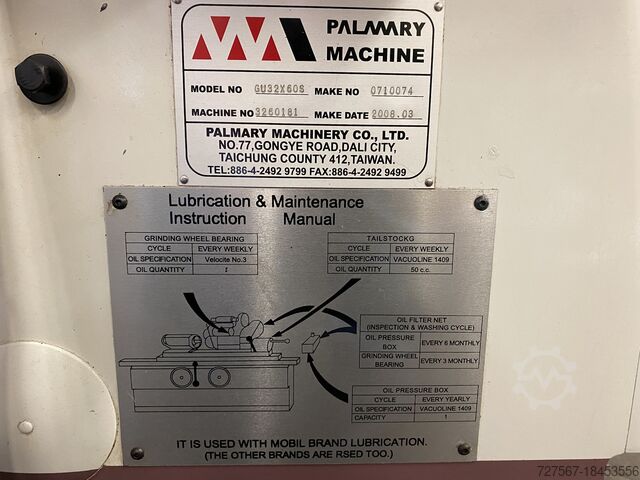 PALMARY
MACHINE
MODEL NO GU32X60S MAKE NO 0710074
MACHINE NO 3260181 MAKE DATE 2008.03
PALMARY MACHINERY CO., LTD.
NO.77,GONGYE ROAD,DALI CITY,
TAICHUNG COUNTY 412,TAIWAN.
TEL:886-4-2492 9799 FAX:886-4-2492 9499
Lubrication & Maintenance
Instruction Manual
GRINDING WHEEL BEARING
CYCLE EVERY WEEKLY
OIL SPECIFICATION Velocite No.3
OIL QUANTITY 1
TAILSTOCKG
CYCLE EVERY WEEKLY
OIL SPECIFICATION VACUOLINE 1409
OIL QUANTITY 50 c.c.
OIL FILTER NET
(INSPECTION & WASHING CYCLE)
OIL PRESSURE
BOX EVERY 6 MONTHLY
GRINDING WHEEL
BEARING EVERY 3 MONTHLY
OIL PRESSURE BOX
CYCLE EVERY YEARLY
OIL SPECIFICATION VACUOLINE 1409
CAPACITY 1
IT IS USED WITH MOBIL BRAND LUBRICATION.
(THE OTHER BRANDS ARE RSED TOO.)
727567-18453556